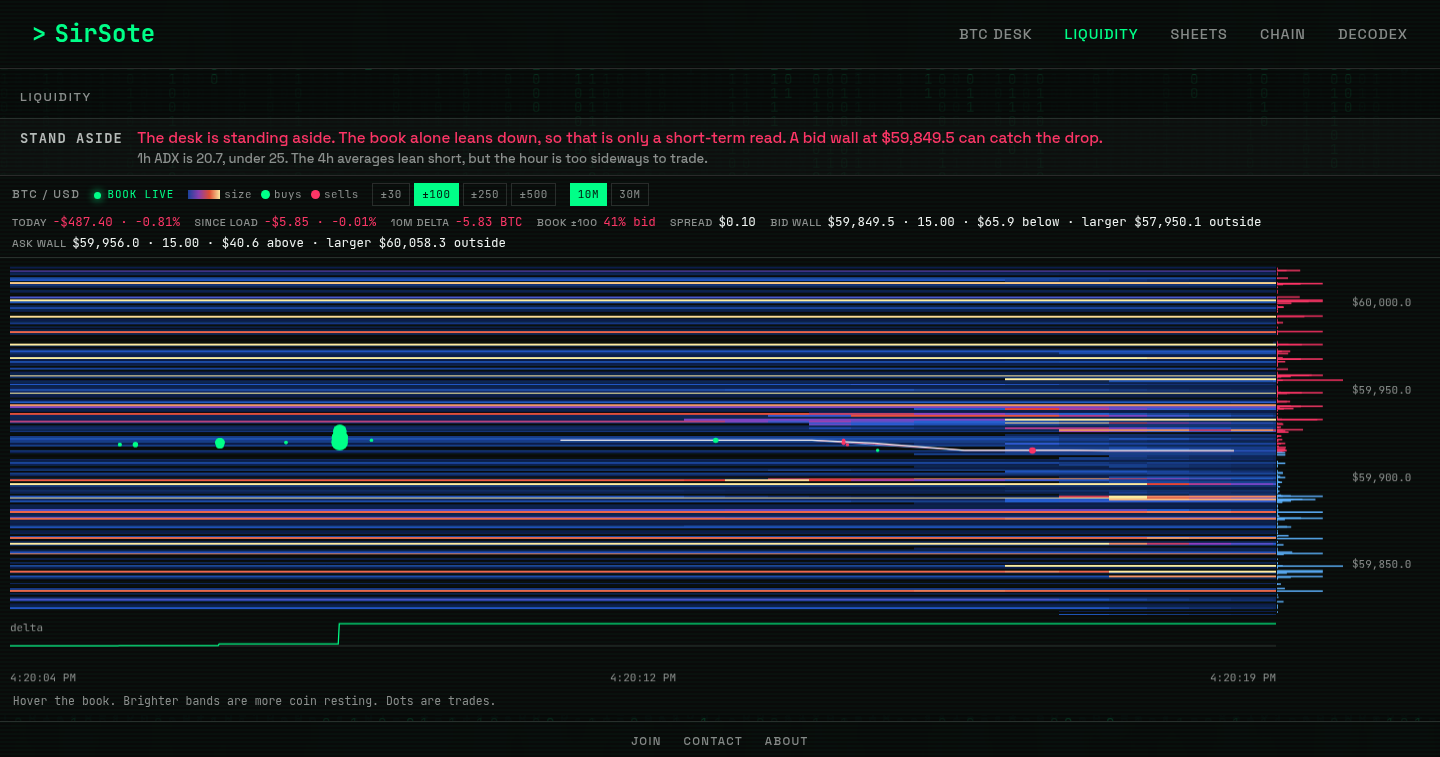 > SirSote
BTC DESK LIQUIDITY SHEETS CHAIN DECODEX
LIQUIDITY
STAND ASIDE The desk is standing aside. The book alone leans down, so that is only a short-term read. A bid wall at $59,849.5 can catch the drop.
1h ADX is 20.7, under 25. The 4h averages lean short, but the hour is too sideways to trade.
BTC / USD BOOK LIVE size buys sells ±30 ±100 ±250 ±500 10M 30M
TODAY -$487.40 · -0.81% SINCE LOAD -$5.85 · -0.01% 10M DELTA -5.83 BTC BOOK ±100 41% bid SPREAD $0.10 BID WALL $59,849.5 · 15.00 · $65.9 below · larger $57,950.1 outside
ASK WALL $59,956.0 · 15.00 · $40.6 above · larger $60,058.3 outside
$60,000.0
$59,950.0
$59,900.0
$59,850.0
delta
4:20:04 PM 4:20:12 PM 4:20:19 PM
Hover the book. Brighter bands are more coin resting. Dots are trades.
JOIN CONTACT ABOUT